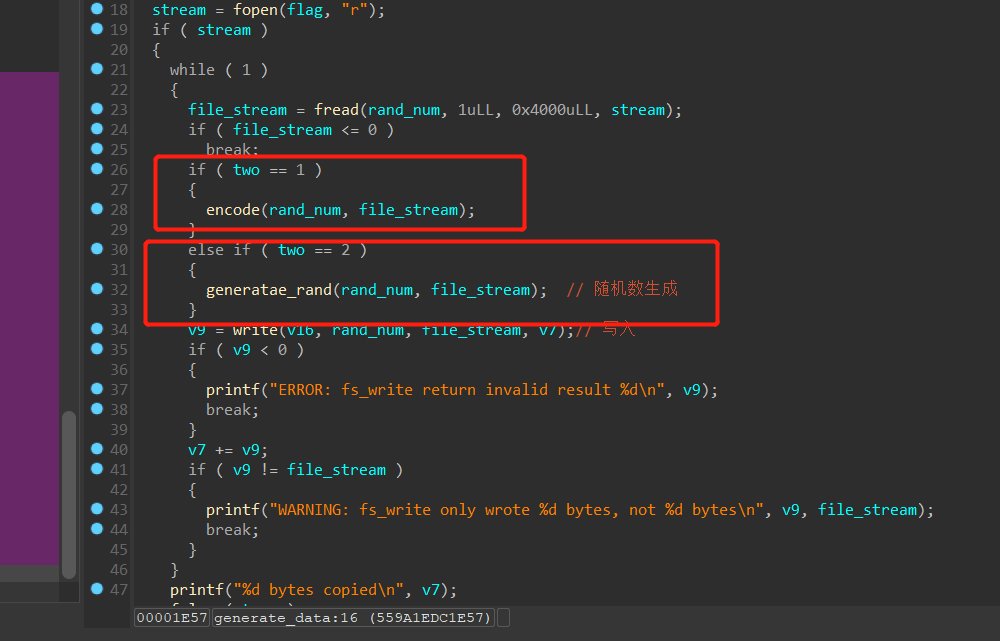 18 stream = fopen(flag, "r");
19 if ( stream )
20 {
21 while ( 1 )
22 {
23 file_stream = fread(rand_num, 1uLL, 0x4000uLL, stream);
24 if ( file_stream <= 0 )
25 break;
26 if ( two == 1 )
27 {
28 encode(rand_num, file_stream);
29 }
30 else if ( two == 2 )
31 {
32 generatae_rand(rand_num, file_stream); // 随机数生成
33 }
34 v9 = write(v16, rand_num, file_stream, v7);// 写入
35 if ( v9 < 0 )
36 {
37 printf("ERROR: fs_write return invalid result %d\n", v9);
38 break;
39 }
40 v7 += v9;
41 if ( v9 != file_stream )
42 {
43 printf("WARNING: fs_write only wrote %d bytes, not %d bytes\n", v9, file_stream);
44 break;
45 }
46 }
47 printf("%d bytes copied\n", v7);
00001E57 generate_data:16 (559A1EDC1E57)